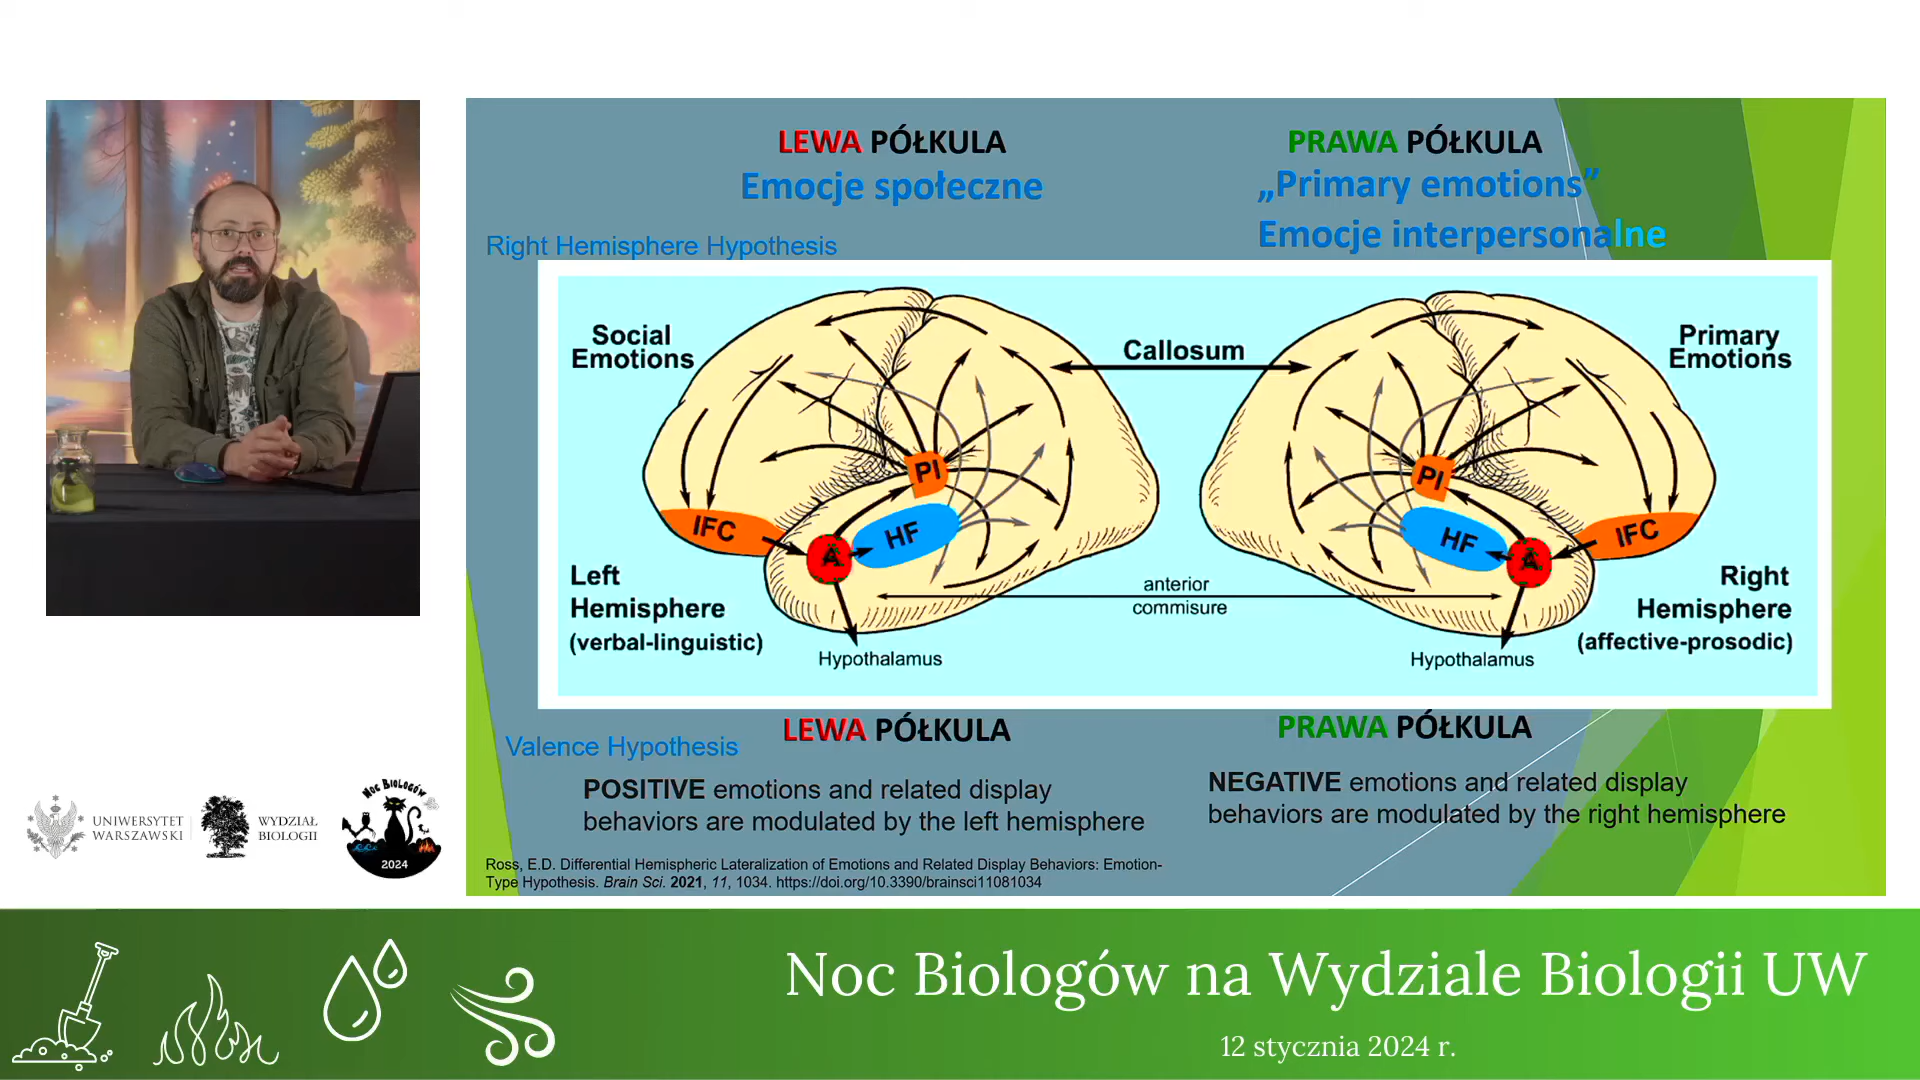 LEWA PÓŁKULA
Emocje społeczne
PRAWA PÓŁKULA
„Primary emotions”
Emocje interpersonalne
Right Hemisphere Hypothesis
Social
Emotions
Callosum
Primary
Emotions
PI
PI
IFC
A
HF
HF
A
IFC
anterior
commisure
Left
Hemisphere
(verbal-linguistic)
Right
Hemisphere
(affective-prosodic)
Hypothalamus
Hypothalamus
Valence Hypothesis
LEWA PÓŁKULA
POSITIVE emotions and related display
behaviors are modulated by the left hemisphere
PRAWA PÓŁKULA
NEGATIVE emotions and related display
behaviors are modulated by the right hemisphere
Ross, E.D. Differential Hemispheric Lateralization of Emotions and Related Display Behaviors: Emotion-
Type Hypothesis. Brain Sci. 2021, 11, 1034. https://doi.org/10.3390/brainsci11081034
UNIWERSYTET
WARSZAWSKI
WYDZIAŁ
BIOLOGII
Noc Biologów
2024
Noc Biologów na Wydziale Biologii UW
12 stycznia 2024 r.